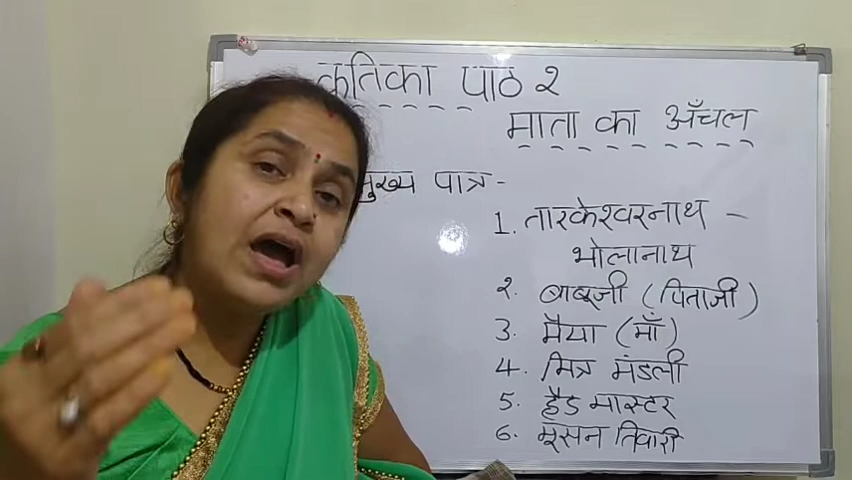 कृतिका पाठ २
माता का अँचल
मुख्य पात्र-
1. तारकेश्वरनाथ -
भोलानाथ
२. बाबूजी (पिताजी)
3. मैया (माँ)
4. मित्र मंडली
5. हैड मास्टर
6. मूसन तिवारी